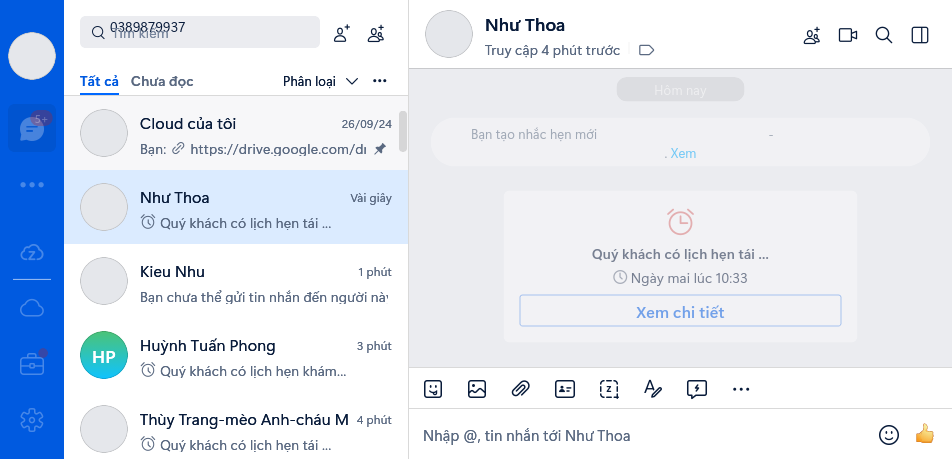 0389879937
Tìm kiếm
Tất cả Chưa đọc Phân loại
5+
Cloud của tôi 26/09/24
Bạn: https://drive.google.com/dr
Như Thoa Vài giây
Quý khách có lịch hẹn tái ...
Kieu Nhu 1 phút
Bạn chưa thể gửi tin nhắn đến người này
HP
Huỳnh Tuấn Phong 3 phút
Quý khách có lịch hẹn khám...
Thùy Trang-mèo Anh-cháu M 4 phút
Quý khách có lịch hẹn tái ...
Như Thoa
Truy cập 4 phút trước
Hôm nay
Bạn tạo nhắc hẹn mới -
. Xem
Quý khách có lịch hẹn tái ...
Ngày mai lúc 10:33
Xem chi tiết
Nhập @, tin nhắn tới Như Thoa